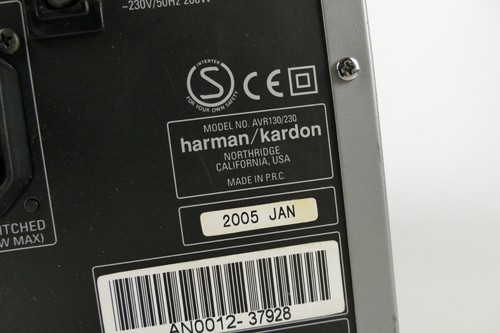 ~230V/50Hz 200W
INTERTEK
S
FOR YOUR OWN SAFETY
CE
MODEL NO. AVR130/230
harman/kardon
NORTHRIDGE
CALIFORNIA, USA
MADE IN P.R.C.
ITCHED
W MAX)
2005 JAN
AN0012-37928